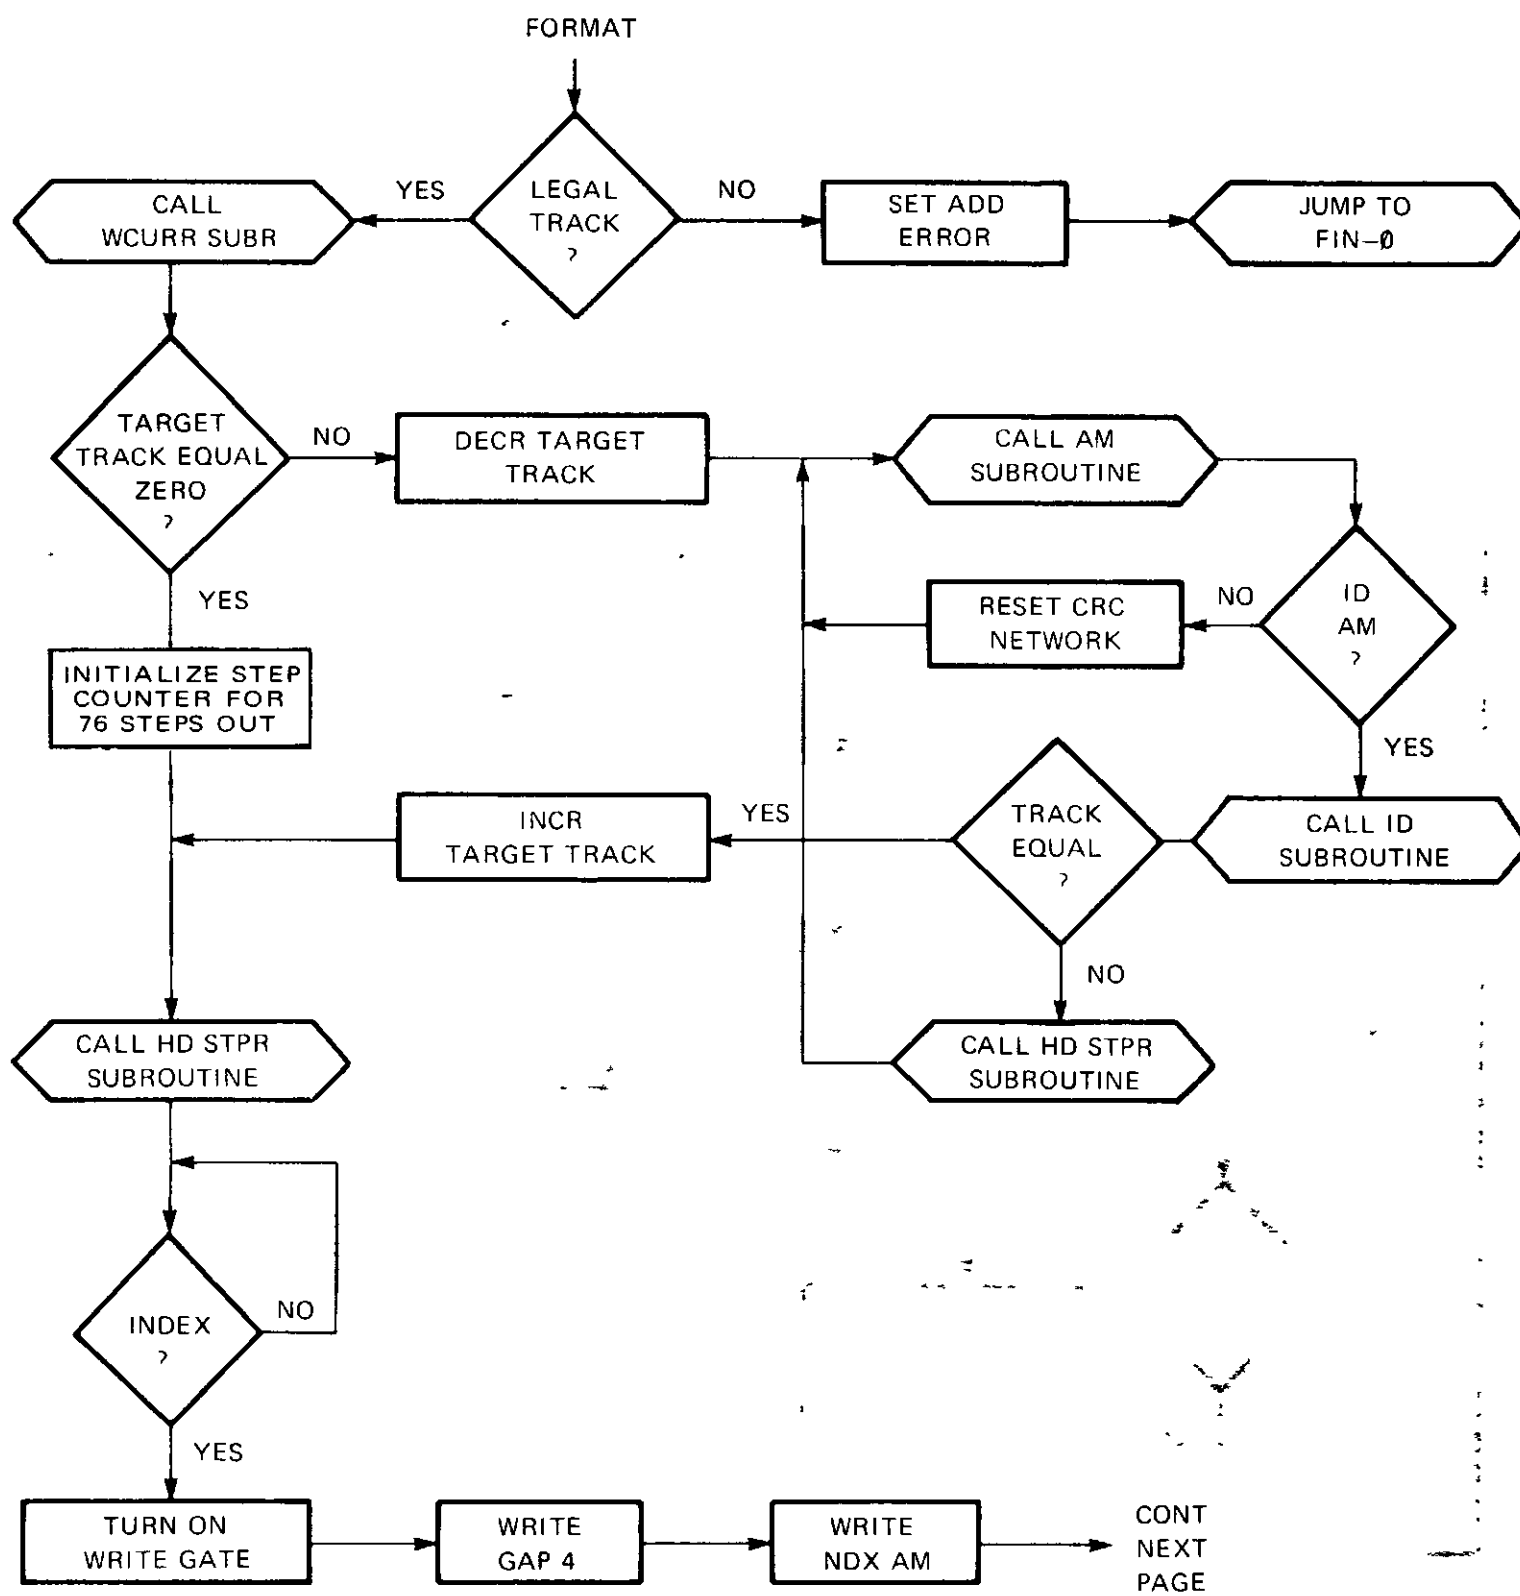 FORMAT
LEGAL
TRACK
?
YES
NO
CALL
WCURR SUBR
SET ADD
ERROR
JUMP TO
FIN–0
TARGET
TRACK EQUAL
ZERO
?
NO
DECR TARGET
TRACK
CALL AM
SUBROUTINE
YES
ID
AM
?
NO
RESET CRC
NETWORK
INITIALIZE STEP
COUNTER FOR
76 STEPS OUT
YES
CALL ID
SUBROUTINE
TRACK
EQUAL
?
YES
INCR
TARGET TRACK
NO
CALL HD STPR
SUBROUTINE
CALL HD STPR
SUBROUTINE
INDEX
?
NO
YES
TURN ON
WRITE GATE
WRITE
GAP 4
WRITE
NDX AM
CONT
NEXT
PAGE